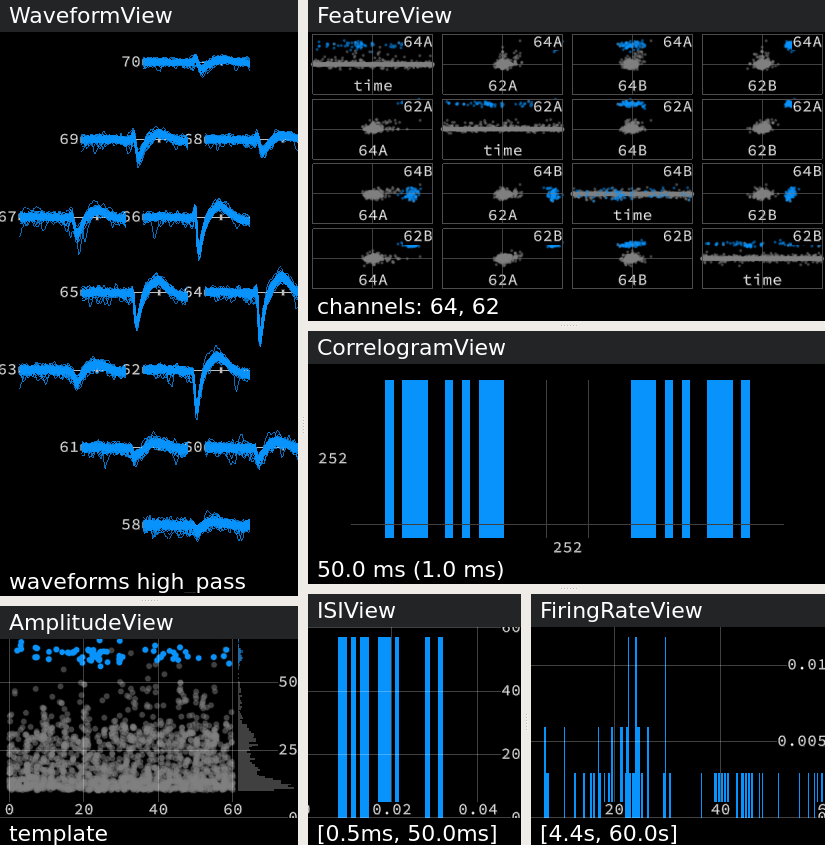 WaveformView
70
69 68
67 66
65 64
63 62
61 60
58
waveforms high_pass
FeatureView
64A 64A 64A 64A
time 62A 64B 62B
62A 62A 62A 62A
64A time 64B 62B
64B 64B 64B 64B
64A 62A time 62B
62B 62B 62B 62B
64A 62A 64B time
channels: 64, 62
CorrelogramView
252
252
50.0 ms (1.0 ms)
AmplitudeView
50
25
0
0 20 40 60
template
ISIView
60
40
20
0
0.02 0.04
[0.5ms, 50.0ms]
FiringRateView
0.01
0.005
20 40
[4.4s, 60.0s]